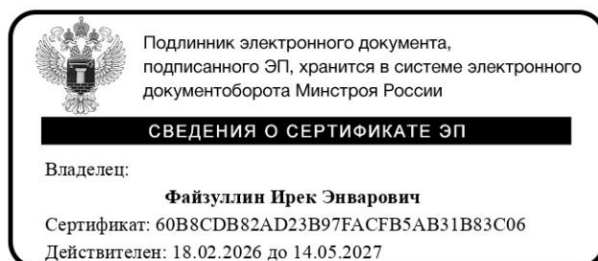 Подлинник электронного документа,
подписанного ЭП, хранится в системе электронного
документоборота Минстроя России
СВЕДЕНИЯ О СЕРТИФИКАТЕ ЭП
Владелец:
Файзуллин Ирек Энварович
Сертификат: 60B8CDB82AD23B97FACFB5AB31B83C06
Действителен: 18.02.2026 до 14.05.2027